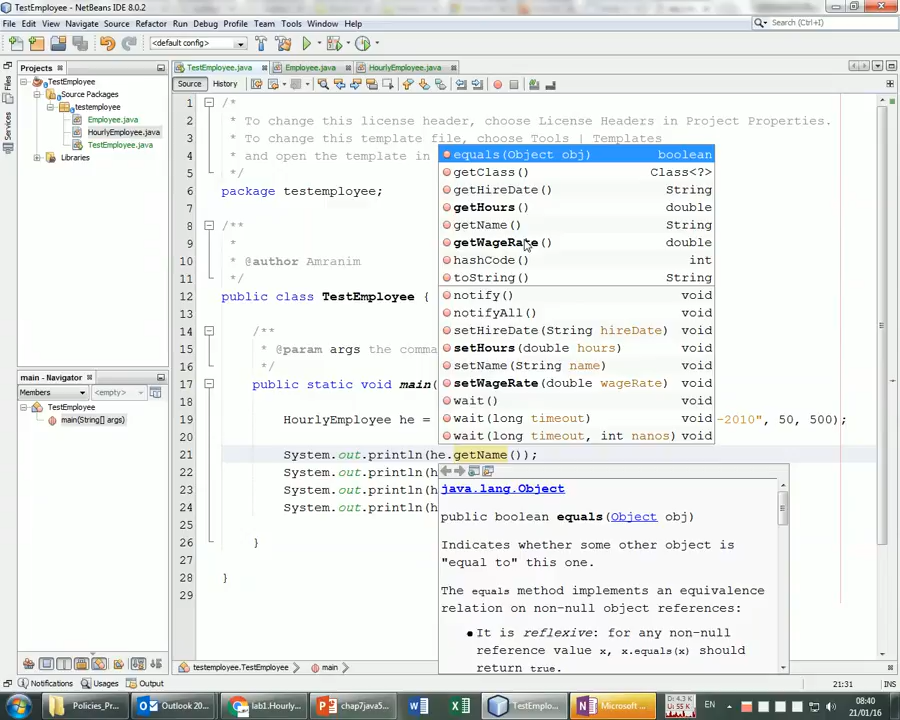 TestEmployee - NetBeans IDE 8.0.2
File Edit View Navigate Source Refactor Run Debug Profile Team Tools Window Help
Search (Ctrl+I)
<default config>
Files
Services
Projects
TestEmployee
Source Packages
testemployee
Employee.java
HourlyEmployee.java
TestEmployee.java
Libraries
main - Navigator
Members
<empty>
TestEmployee
main(String[] args)
TestEmployee.java Employee.java HourlyEmployee.java
Source History
1 /*
2 * To change this license header, choose License Headers in Project Properties.
3 * To change this template file, choose Tools | Templates
4 * and open the template in
5 */
6 package testemployee;
7
8 /**
9 *
10 * @author Amranim
11 */
12 public class TestEmployee {
13
14 /**
15 * @param args the comma
16 */
17 public static void main(
18
19 HourlyEmployee he = -2010", 50, 500);
20
21 System.out.println(he.getName());
22 System.out.println(h
23 System.out.println(h
24 System.out.println(h
25
26 }
27
28 }
29
equals(Object obj) boolean
getClass() Class<?>
getHireDate() String
getHours() double
getName() String
getWageRate() double
hashCode() int
toString() String
notify() void
notifyAll() void
setHireDate(String hireDate) void
setHours(double hours) void
setName(String name) void
setWageRate(double wageRate) void
wait() void
wait(long timeout) void
wait(long timeout, int nanos) void
java.lang.Object
public boolean equals(Object obj)
Indicates whether some other object is
"equal to" this one.
The equals method implements an equivalence
relation on non-null object references:
It is reflexive: for any non-null
reference value x, x.equals(x) should
return true.
testemployee.TestEmployee main
Notifications Usages Output
21:31 INS
Policies_Pr... Outlook 20... lab1.Hourly... chap7java5... TestEmplo... Microsoft ...
D: 4.3 K
U: 55 K
EN
08:40
21/01/16